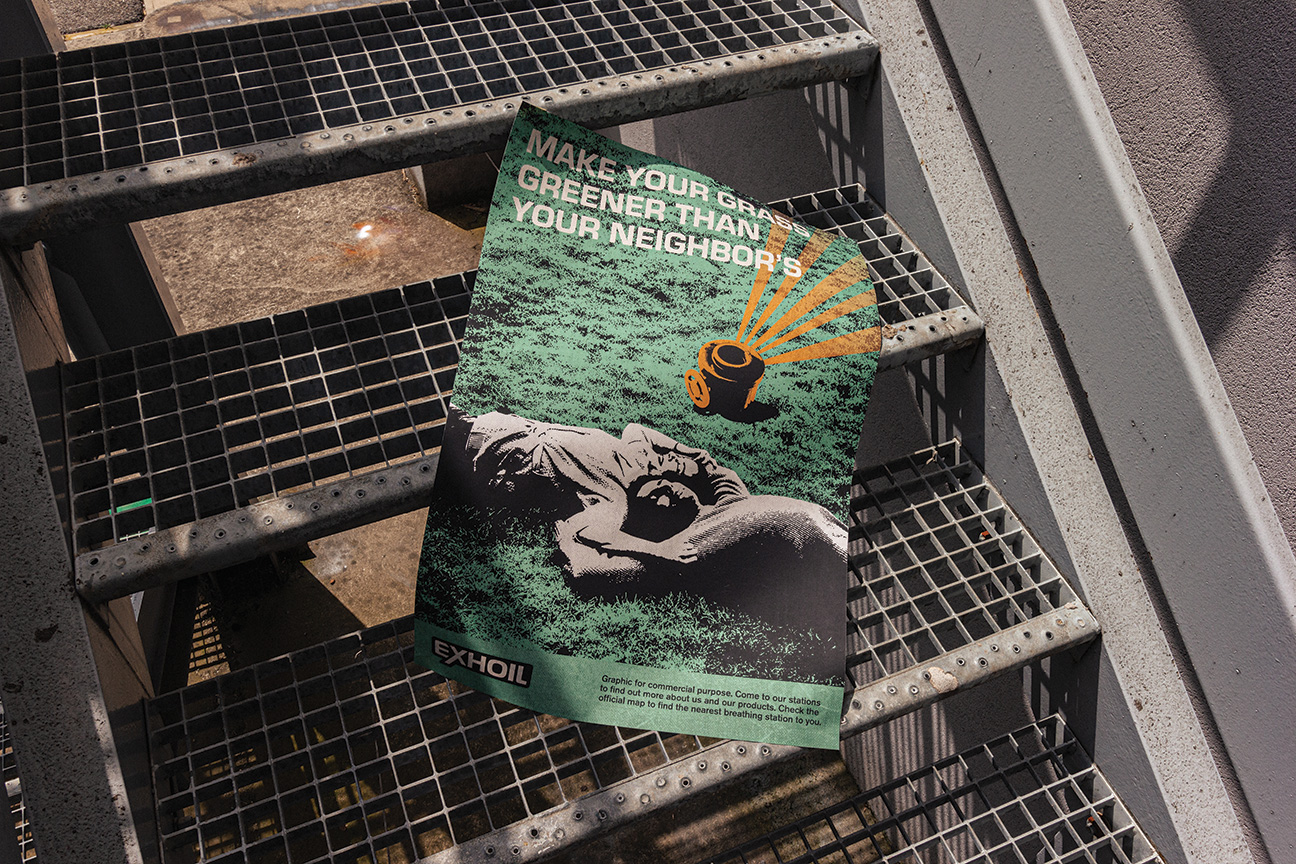 MAKE YOUR GRASS
GREENER THAN
YOUR NEIGHBOR'S
EXHOIL
Graphic for commercial purpose. Come to our stations
to find out more about us and our products. Check the
official map to find the nearest breathing station to you.